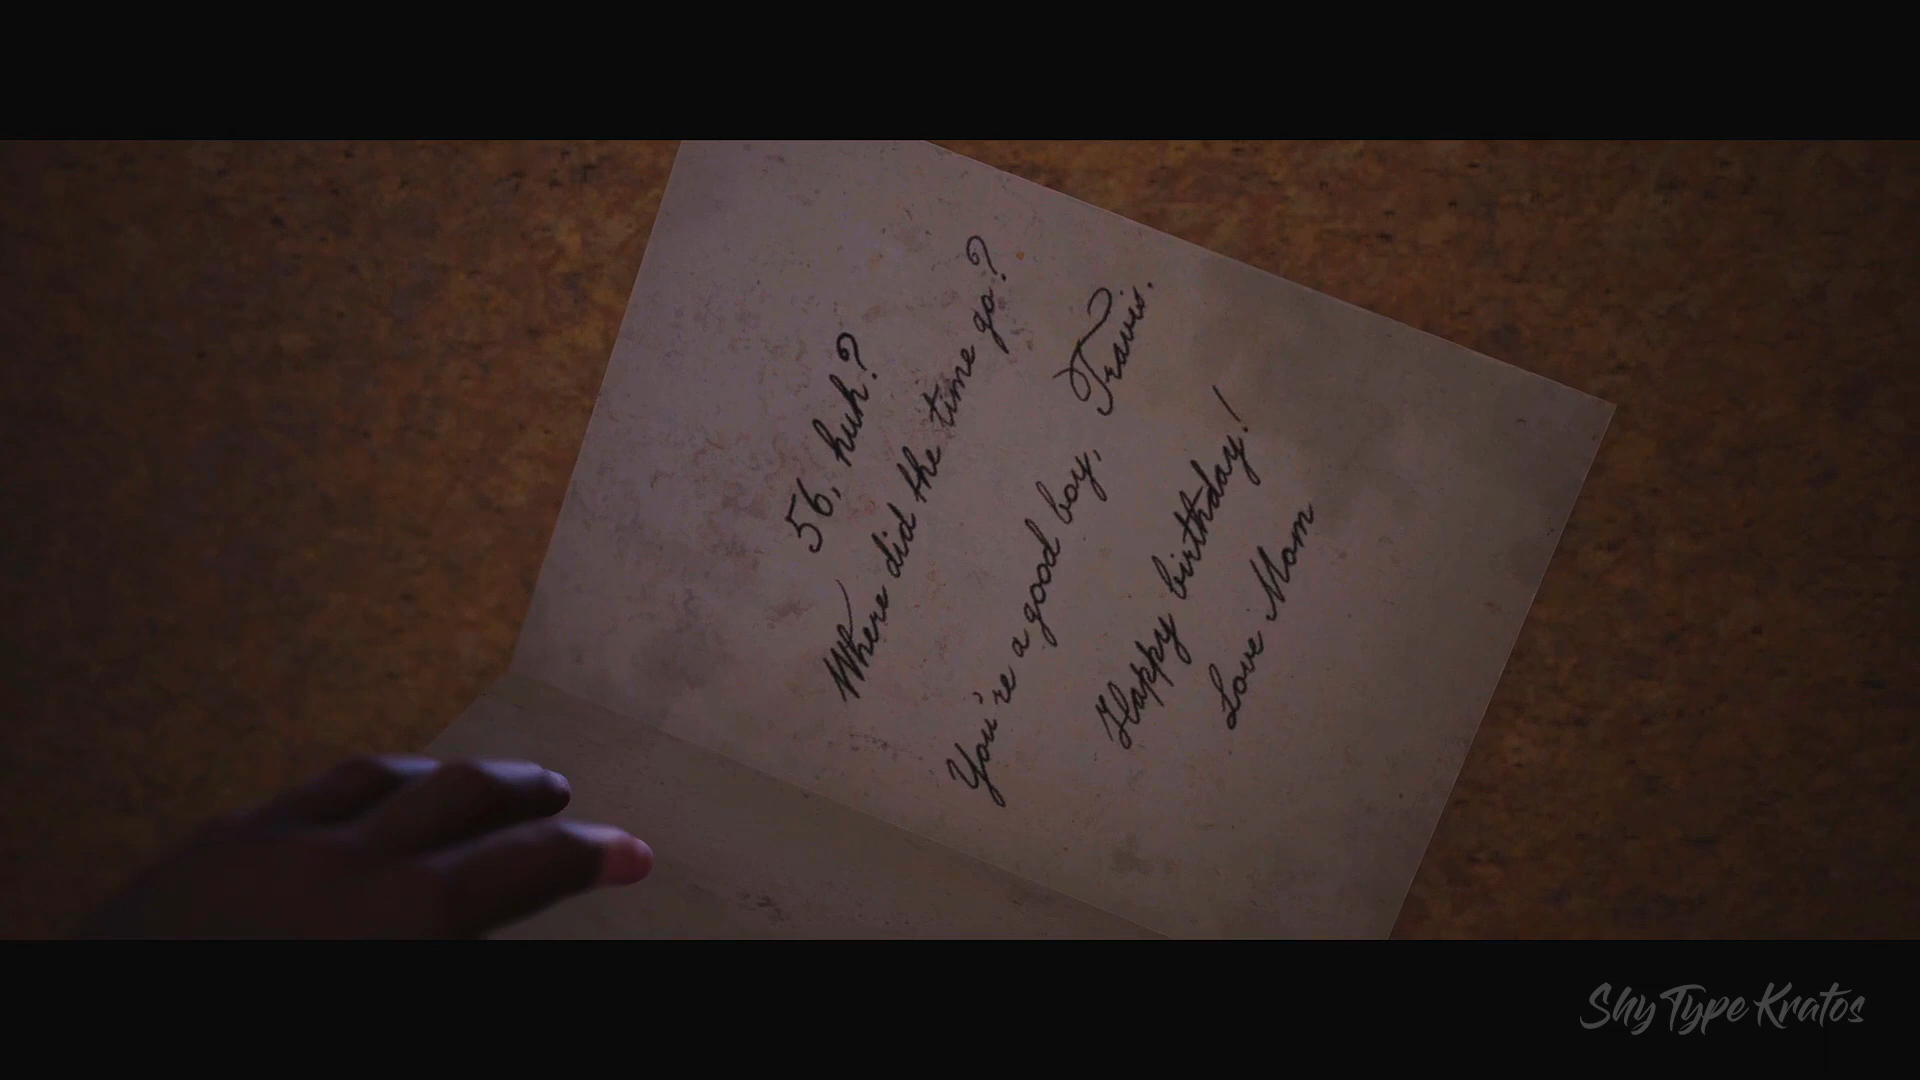 56, huh?
Where did the time go?
You're a good boy, Travis.
Happy birthday!
Love Mom
Shy Type Kratos